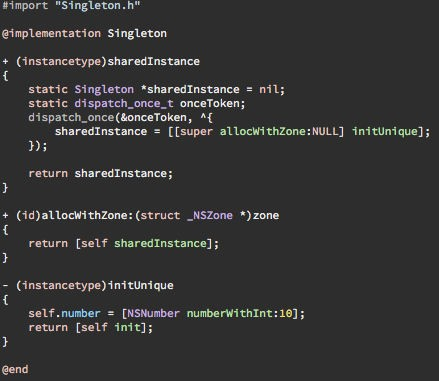 #import "Singleton.h"
@implementation Singleton
+ (instancetype)sharedInstance
{
static Singleton *sharedInstance = nil;
static dispatch_once_t onceToken;
dispatch_once(&onceToken, ^{
sharedInstance = [[super allocWithZone:NULL] initUnique];
});
return sharedInstance;
}
+ (id)allocWithZone:(struct _NSZone *)zone
{
return [self sharedInstance];
}
- (instancetype)initUnique
{
self.number = [NSNumber numberWithInt:10];
return [self init];
}
@end